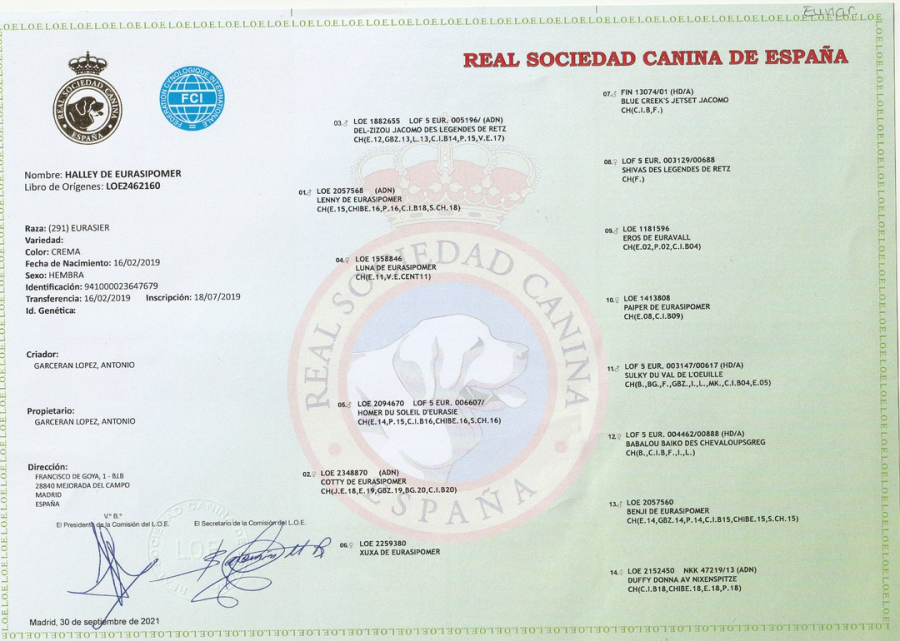 Eunar
REAL SOCIEDAD CANINA DE ESPAÑA
REAL SOCIEDAD CANINA
ESPAÑA
FEDERATION CYNOLOGIQUE INTERNATIONALE
FCI
Nombre: HALLEY DE EURASIPOMER
Libro de Orígenes: LOE2462160
Raza: (291) EURASIER
Variedad:
Color: CREMA
Fecha de Nacimiento: 16/02/2019
Sexo: HEMBRA
Identificación: 941000023647679
Transferencia: 16/02/2019 Inscripción: 18/07/2019
Id. Genética:
Criador:
GARCERAN LOPEZ, ANTONIO
Propietario:
GARCERAN LOPEZ, ANTONIO
Dirección:
FRANCISCO DE GOYA, 1 - BLB
28840 MEJORADA DEL CAMPO
MADRID
ESPAÑA
V.º B.º
El Presidente de la Comisión del L.O.E.
El Secretario de la Comisión del L.O.E.
Madrid, 30 de septiembre de 2021
01.♂ LOE 2057568 (ADN)
LENNY DE EURASIPOMER
CH(E.15,CHIBE.16,P.16,C.I.B18,S.CH.18)
02.♀ LOE 2348870 (ADN)
COTTY DE EURASIPOMER
CH(J.E.18,E.19,GBZ.19,BG.20,C.I.B20)
03.♂ LOE 1882655 LOF 5 EUR. 005196/ (ADN)
DEL-ZIZOU JACOMO DES LEGENDES DE RETZ
CH(E.12,GBZ.13,L.13,C.I.B14,P.15,V.E.17)
04.♀ LOE 1558846
LUNA DE EURASIPOMER
CH(E.11,V.E.CENT11)
05.♂ LOE 2094670 LOF 5 EUR. 006607/
HOMER DU SOLEIL D'EURASIE
CH(E.14,P.15,C.I.B16,CHIBE.16,S.CH.16)
06.♀ LOE 2259380
XUXA DE EURASIPOMER
07.♂ FIN 13074/01 (HD/A)
BLUE CREEK'S JETSET JACOMO
CH(C.I.B,F.)
08.♀ LOF 5 EUR. 003129/00688
SHIVAS DES LEGENDES DE RETZ
CH(F.)
09.♂ LOE 1181596
EROS DE EURAVALL
CH(E.02,P.02,C.I.B04)
10.♀ LOE 1413808
PAIPER DE EURASIPOMER
CH(E.08,C.I.B09)
11.♂ LOF 5 EUR. 003147/00617 (HD/A)
SULKY DU VAL DE L'OEUILLE
CH(B.,BG.,F.,GBZ.,I.,L.,MK.,C.I.B04,E.05)
12.♀ LOF 5 EUR. 004462/00888 (HD/A)
BABALOU BAIKO DES CHEVALOUPSGREG
CH(B.,C.I.B,F.,I.,L.)
13.♂ LOE 2057560
BENJI DE EURASIPOMER
CH(E.14,GBZ.14,P.14,C.I.B15,CHIBE.15,S.CH.15)
14.♀ LOE 2152450 NKK 47219/13 (ADN)
DUFFY DONNA AV NIXENSPITZE
CH(C.I.B18,CHIBE.18,E.18,P.18)
REAL SOCIEDAD CANINA
ESPAÑA